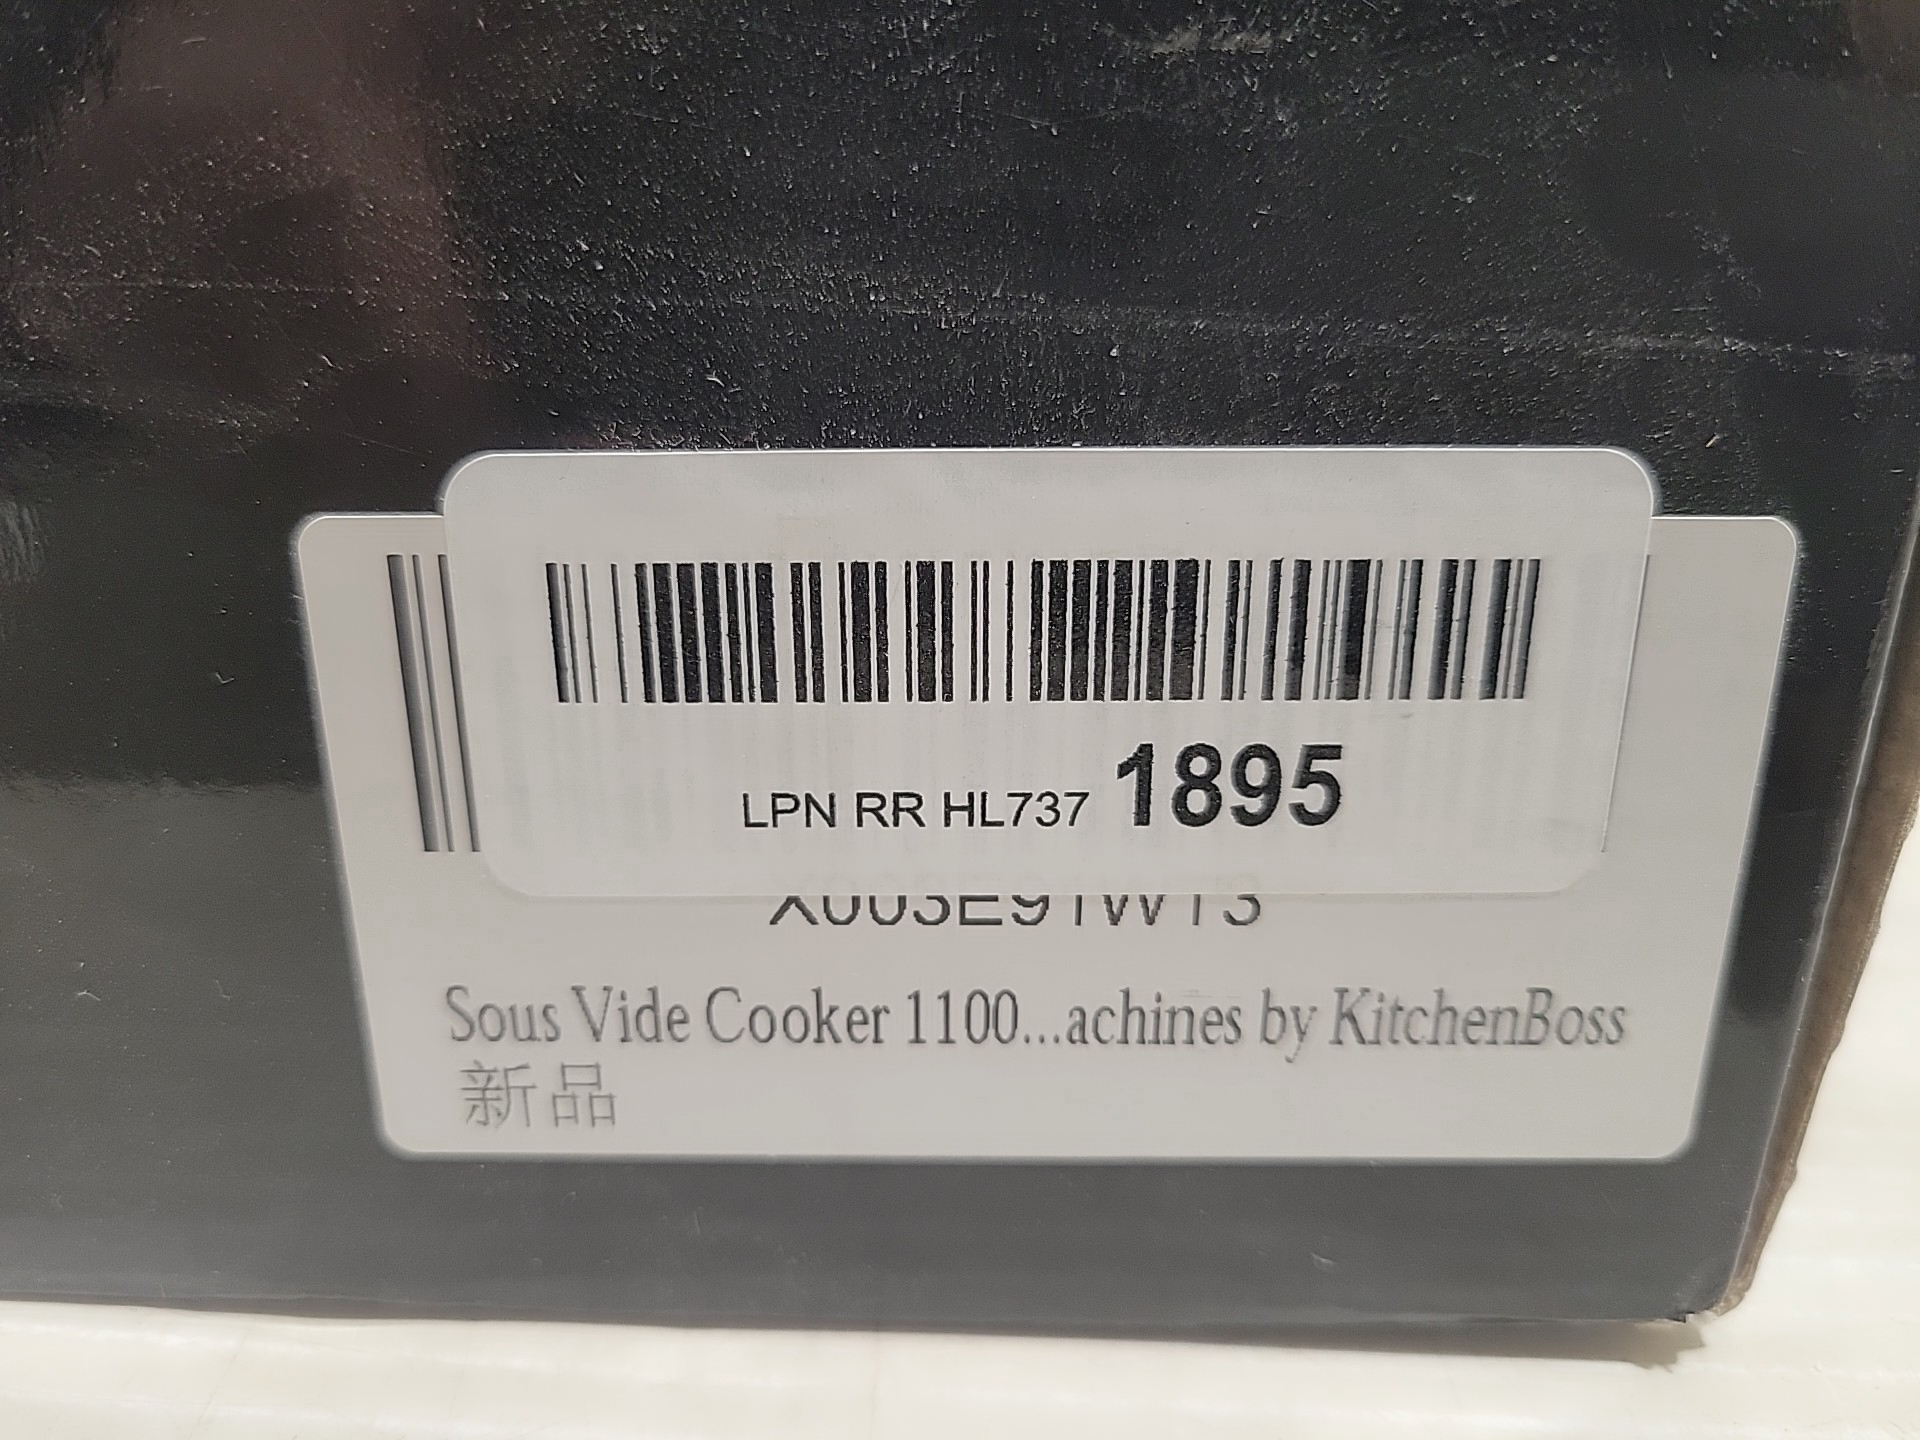 LPN RR HL737 1895
Sous Vide Cooker 1100...achines by KitchenBoss
新品